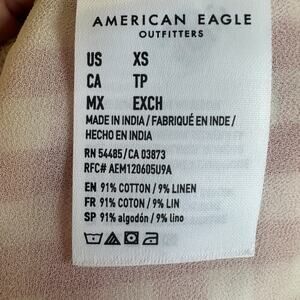 AMERICAN EAGLE
OUTFITTERS
US XS
CA TP
MX EXCH
MADE IN INDIA / FABRIQUÉ EN INDE /
HECHO EN INDIA
RN 54485/ CA 03873
RFC# AEM120605U9A
EN 91% COTTON / 9% LINEN
FR 91% COTON / 9% LIN
SP 91% algodón / 9% lino